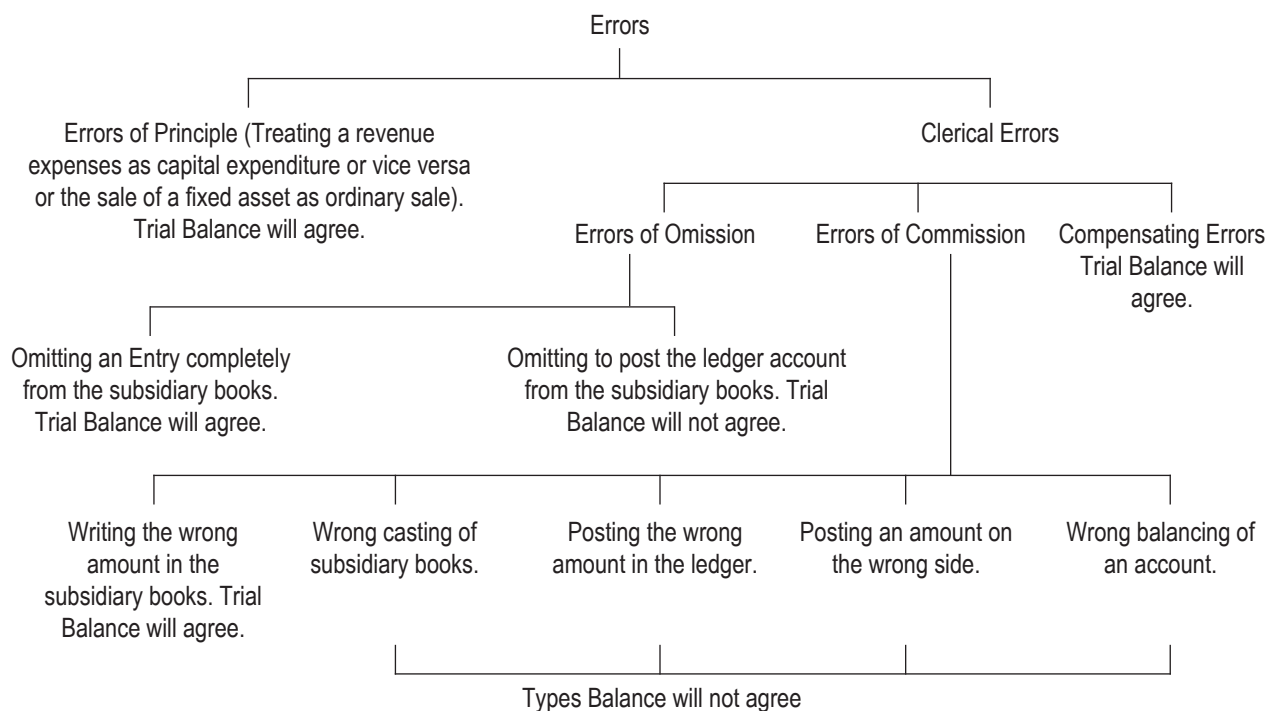 Errors
Errors of Principle (Treating a revenue
expenses as capital expenditure or vice versa
or the sale of a fixed asset as ordinary sale).
Trial Balance will agree.
Clerical Errors
Errors of Omission
Errors of Commission
Compensating Errors
Trial Balance will
agree.
Omitting an Entry completely
from the subsidiary books.
Trial Balance will agree.
Omitting to post the ledger account
from the subsidiary books. Trial
Balance will not agree.
Writing the wrong
amount in the
subsidiary books. Trial
Balance will agree.
Wrong casting of
subsidiary books.
Posting the wrong
amount in the ledger.
Posting an amount on
the wrong side.
Wrong balancing of
an account.
Types Balance will not agree